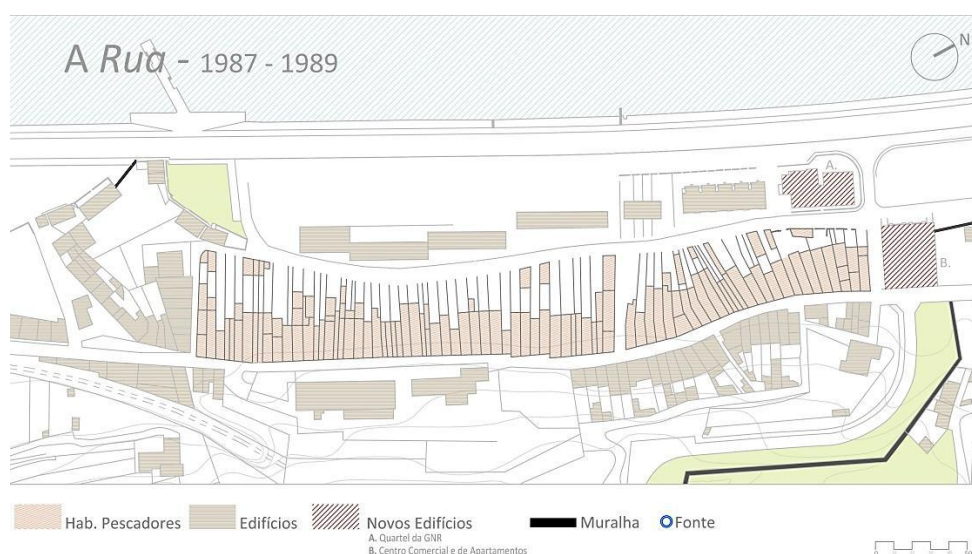 A Rua - 1987 - 1989
N
A.
B.
Hab. Pescadores
Edifícios
Novos Edifícios
A. Quartel da GNR
B. Centro Comercial e de Apartamentos
Muralha
Fonte